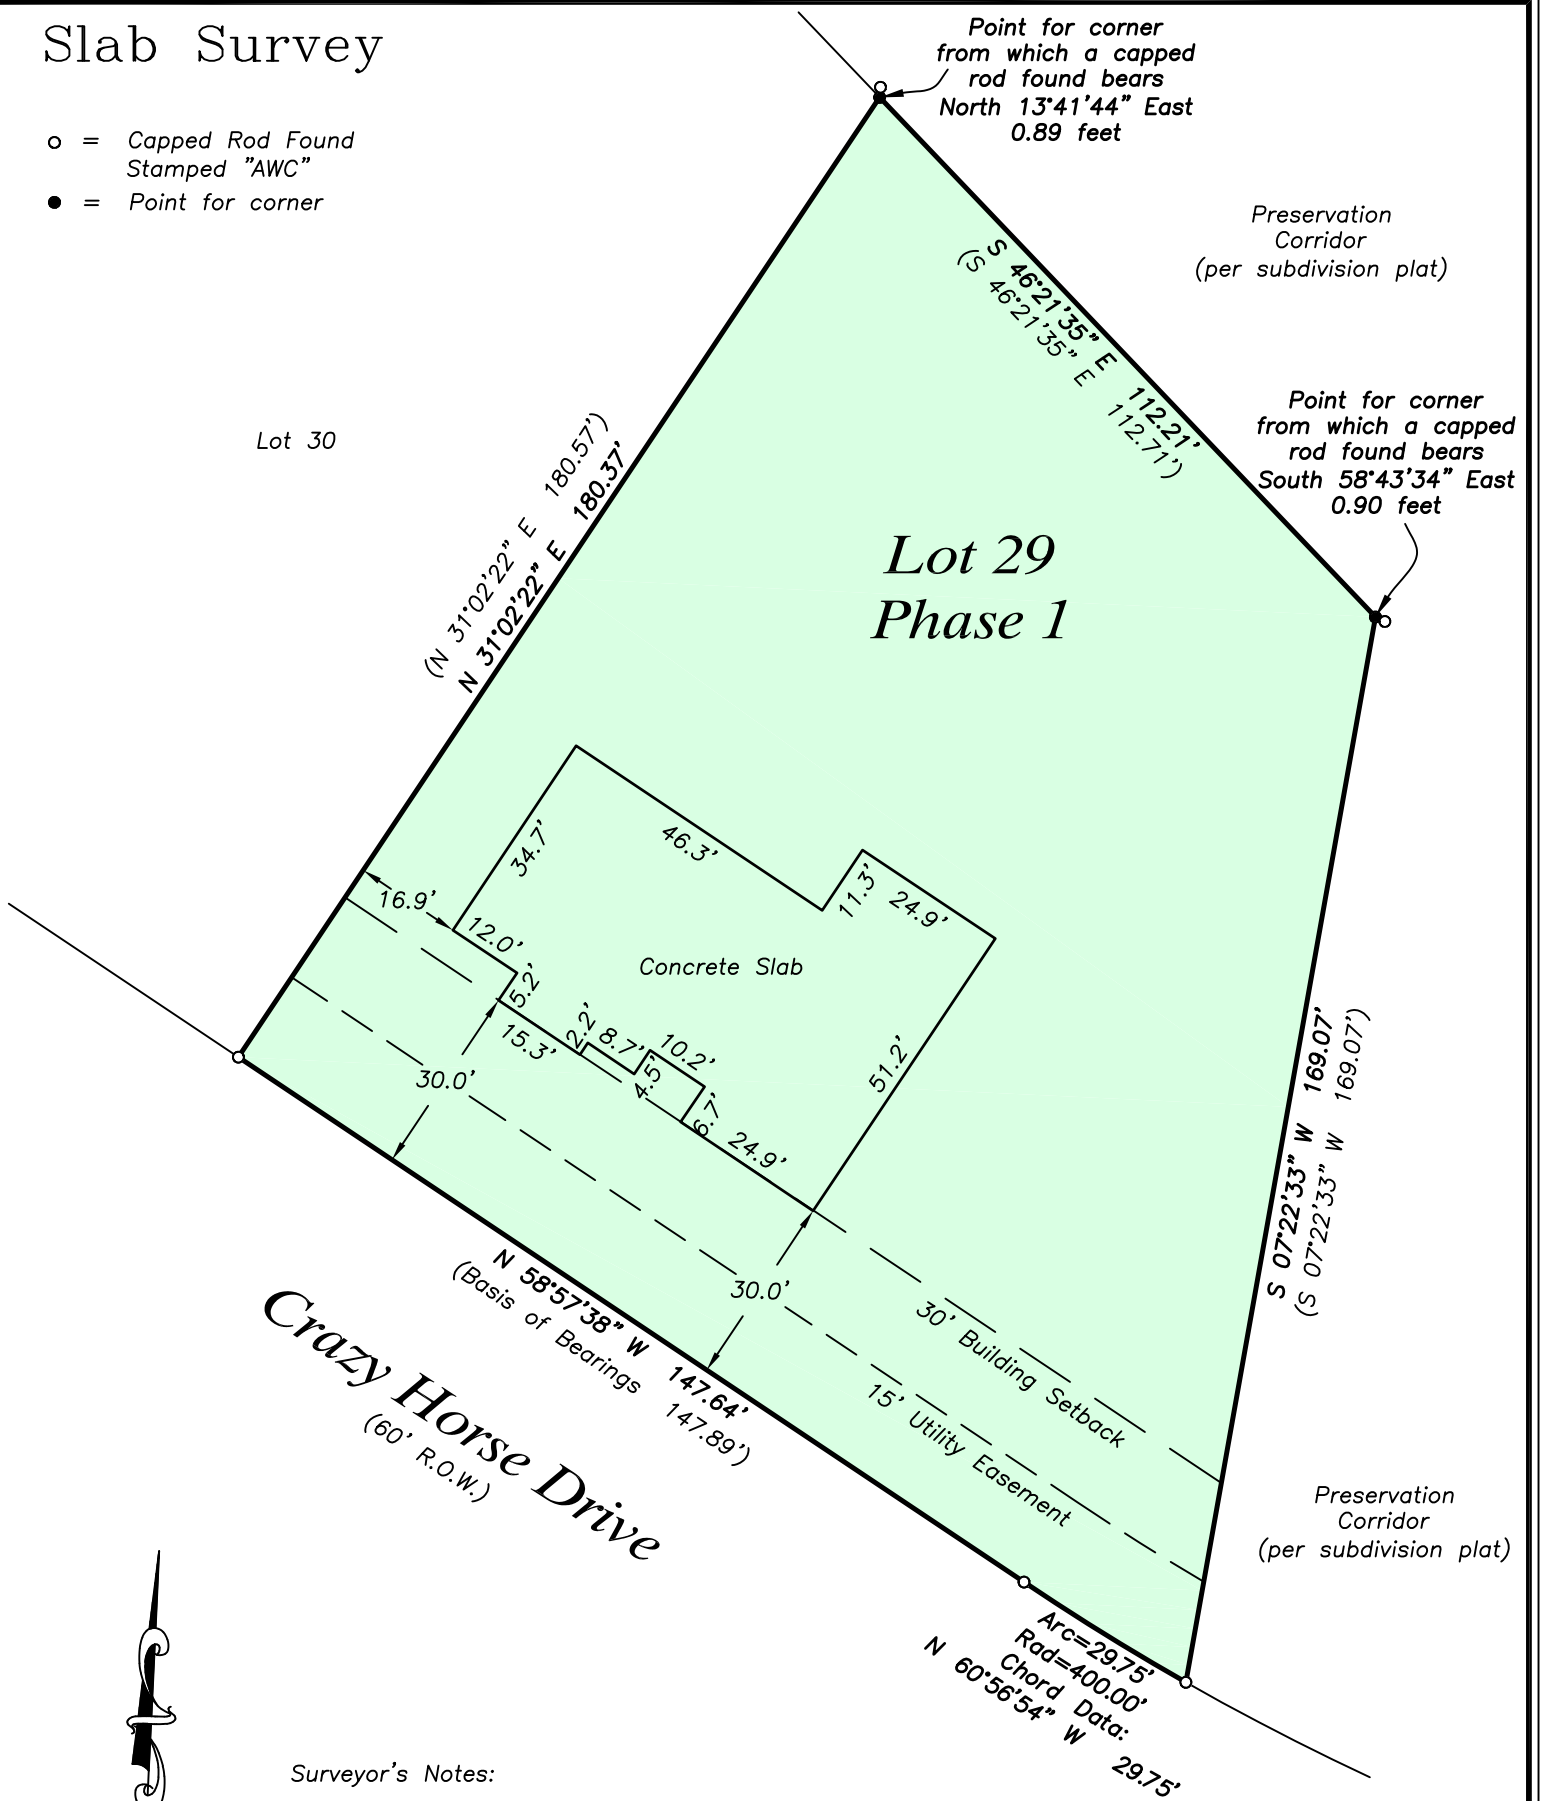 Slab Survey
= Capped Rod Found
Stamped "AWC"
= Point for corner
Point for corner
from which a capped
rod found bears
North 13°41'44" East
0.89 feet
Preservation
Corridor
(per subdivision plat)
S 46°21'35" E 112.21'
(S 46°21'35" E 112.71')
Point for corner
from which a capped
rod found bears
South 58°43'34" East
0.90 feet
Lot 30
(N 31°02'22" E 180.57')
N 31°02'22" E 180.37'
Lot 29
Phase 1
34.7'
46.3'
11.3'
24.9'
16.9'
12.0'
5.2'
Concrete Slab
15.3'
2.2'
8.7'
4.5'
10.2'
6.7'
24.9'
51.2'
30.0'
30.0'
S 07°22'33" W 169.07'
(S 07°22'33" W 169.07')
30' Building Setback
15' Utility Easement
N 58°57'38" W 147.64'
(Basis of Bearings 147.89')
Crazy Horse Drive
(60' R.O.W.)
Preservation
Corridor
(per subdivision plat)
Arc=29.75'
Rad=400.00'
Chord Data:
N 60°56'54" W 29.75'
Surveyor's Notes: